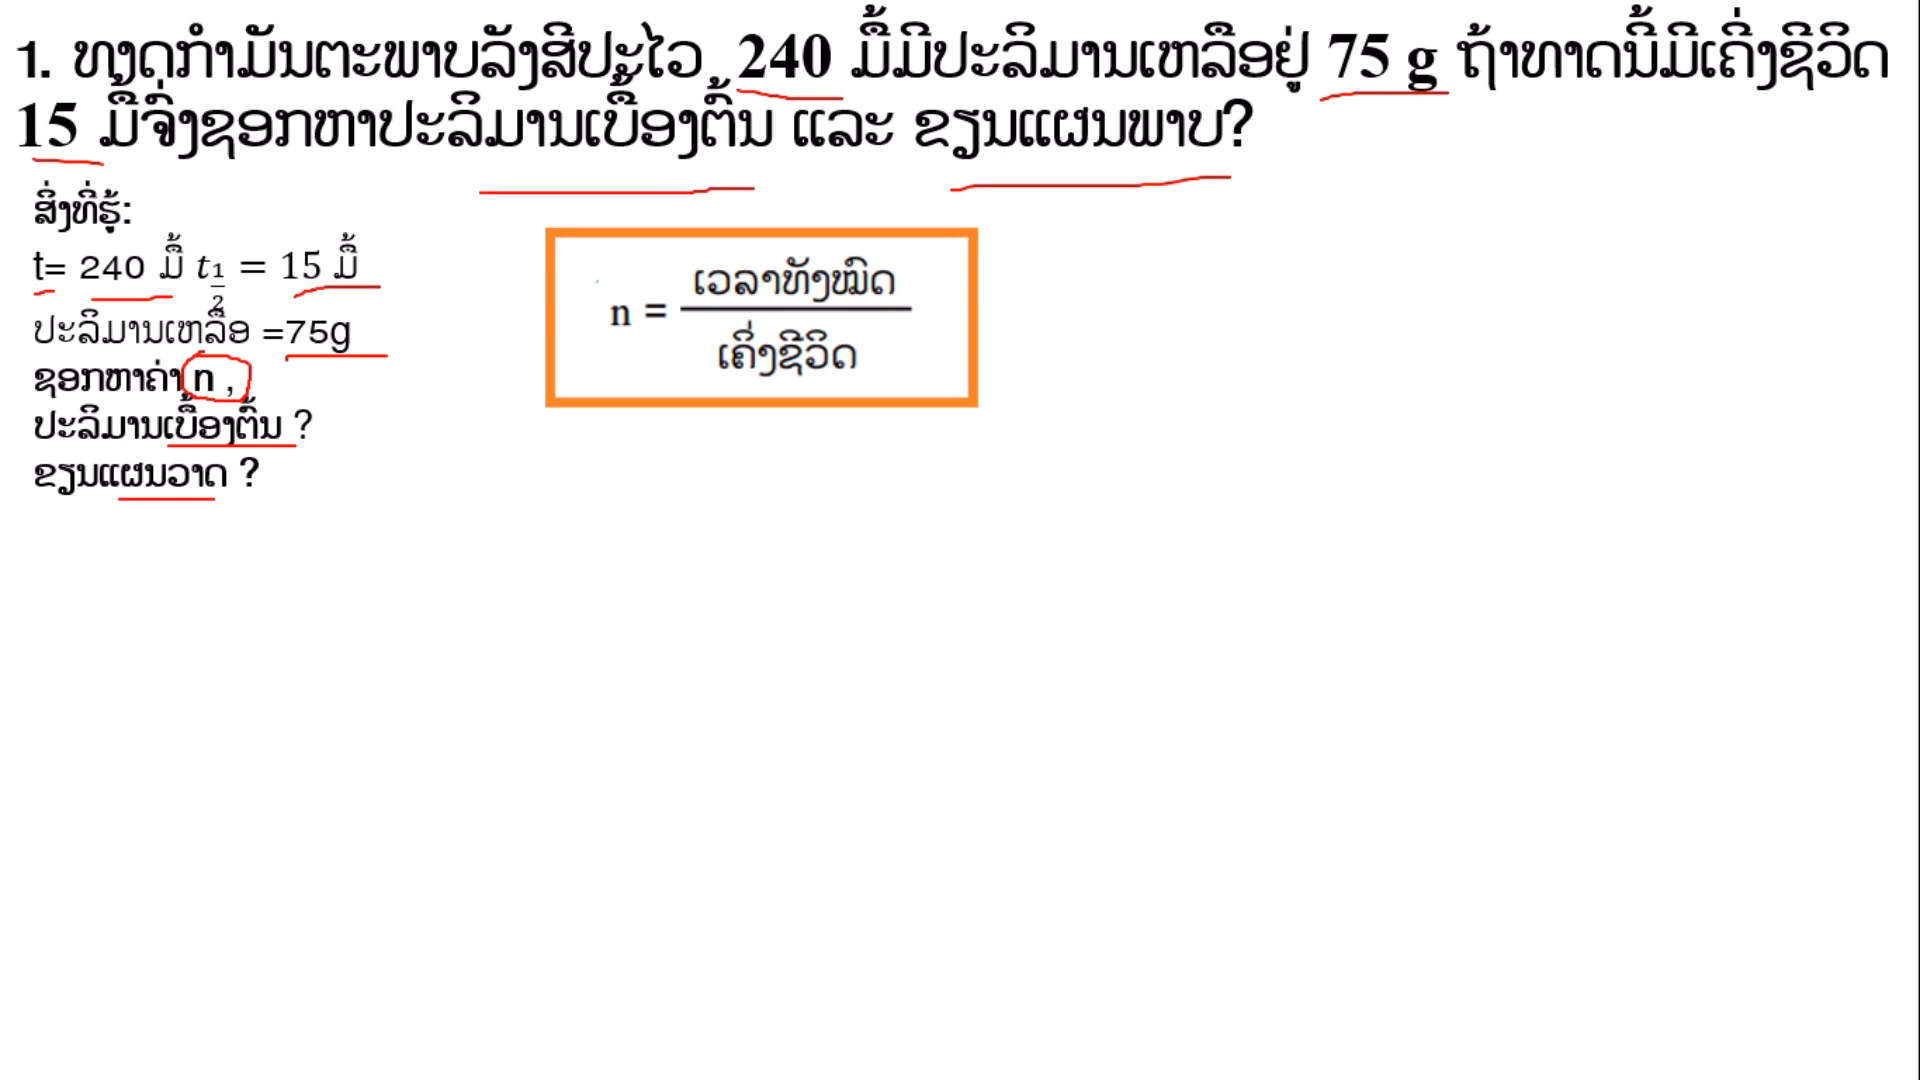 1. ທາດກຳມັນຕະພາບລັງສີປະໄວ 240 ມື້ມີປະລິມານເຫລືອຢູ່ 75 g ຖ້າທາດນີ້ມີເຄິ່ງຊີວິດ
15 ມື້ຈົ່ງຊອກຫາປະລິມານເບື້ອງຕົ້ນ ແລະ ຂຽນແຜນພາບ?
ສິ່ງທີ່ຮູ້:
t= 240 ມື້ t1/2 = 15 ມື້
ປະລິມານເຫລືອ =75g
ຊອກຫາຄ່າ n ,
ປະລິມານເບື້ອງຕົ້ນ ?
ຂຽນແຜນວາດ ?
n = ເວລາທັງໝົດ
ເຄິ່ງຊີວິດ